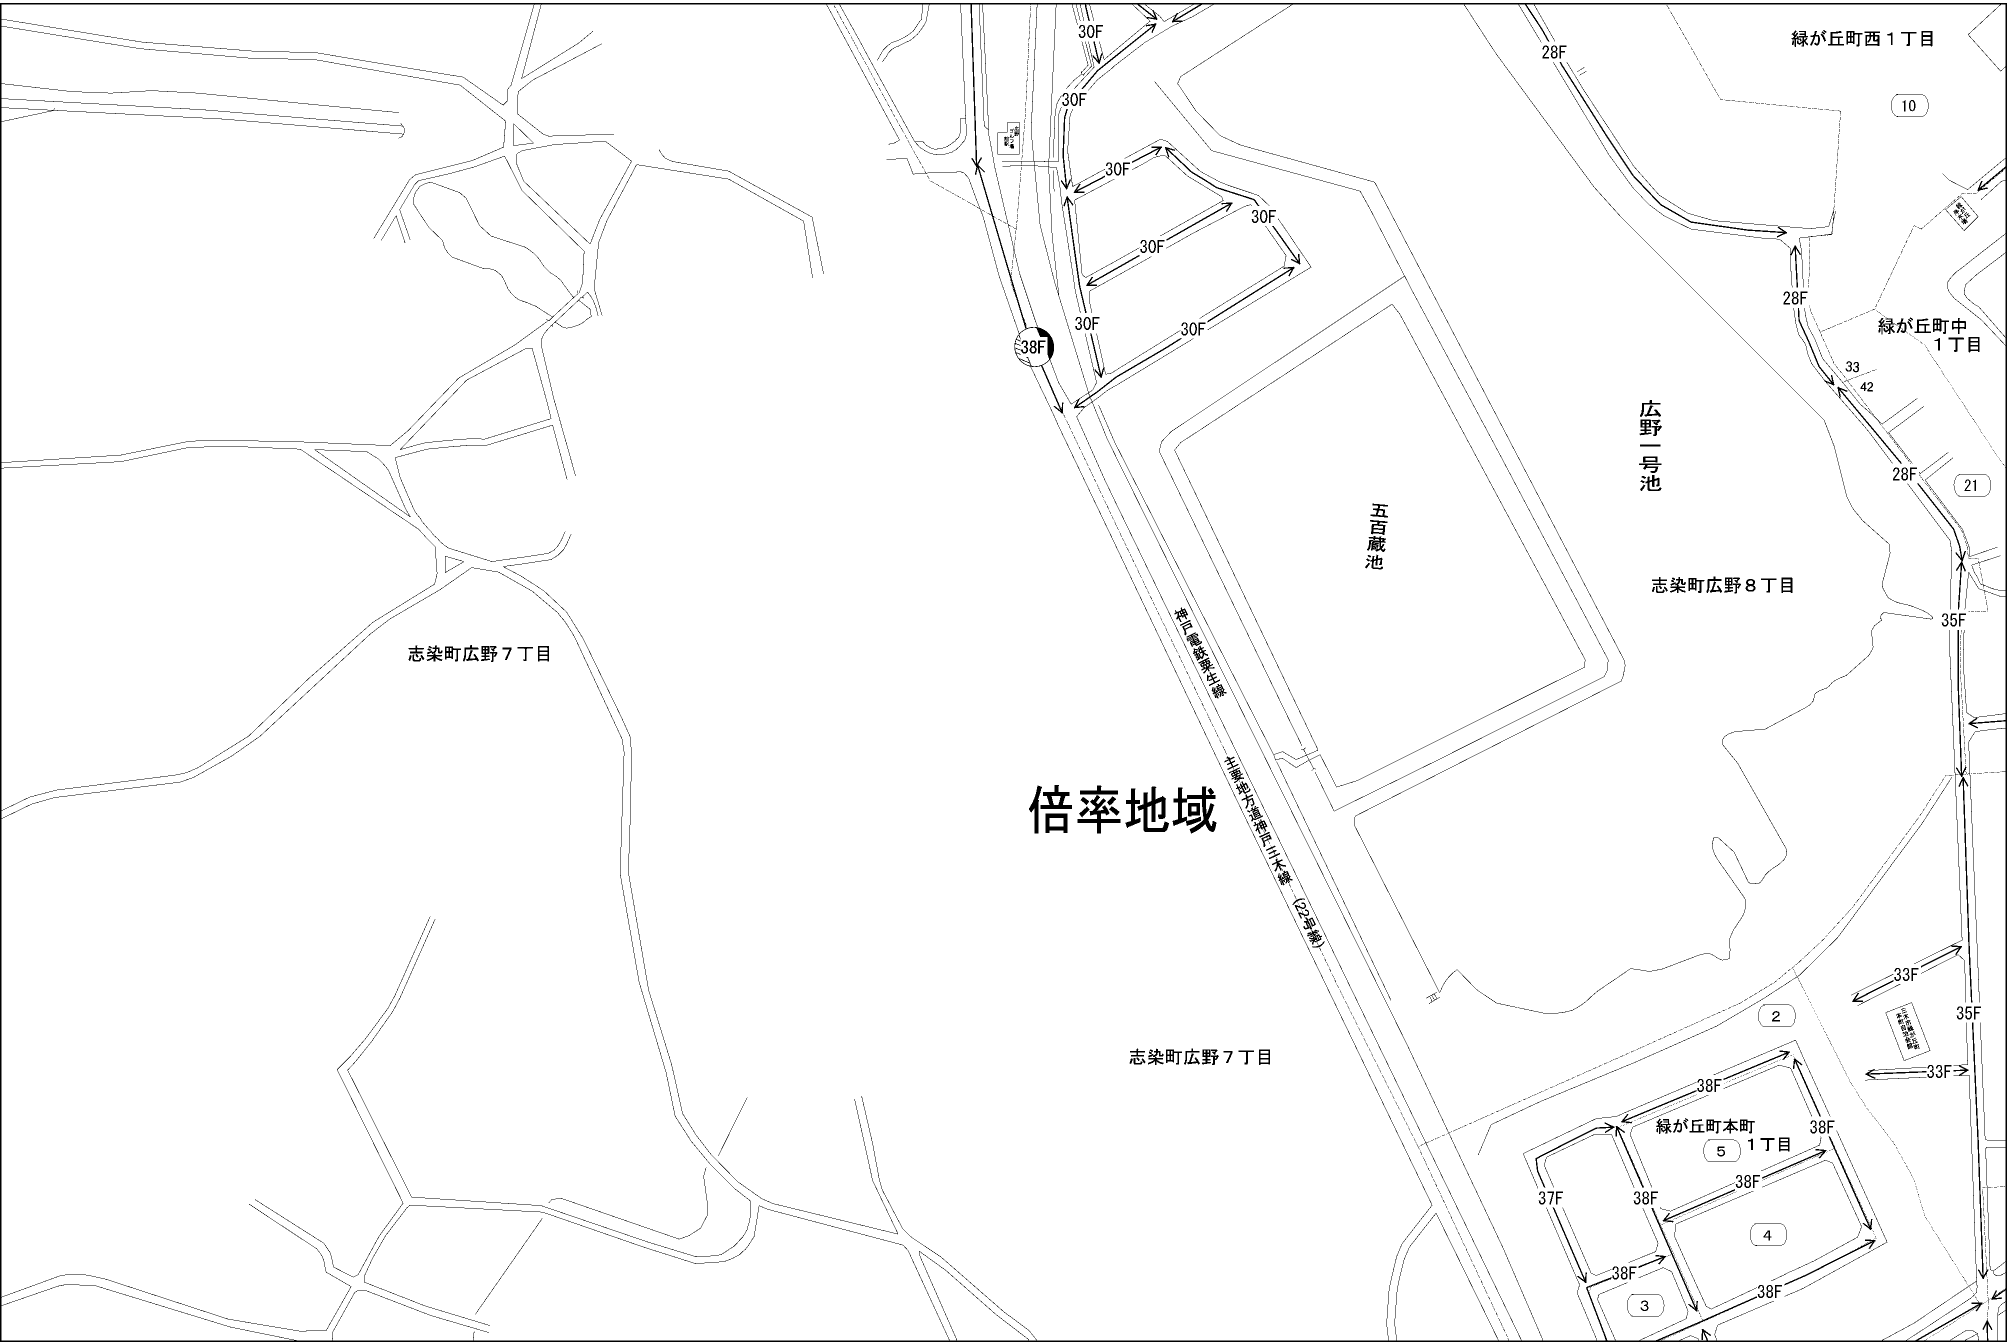 30F
28F
緑が丘町西1丁目
10
30F
30F
30F
30F
28F
緑が丘町中
1丁目
30F
30F
38F
33
42
広野一号池
28F
21
五百蔵池
志染町広野8丁目
35F
神戸電鉄粟生線
志染町広野7丁目
倍率地域
主要地方道神戸三木線 (22号線)
33F
35F
2
志染町広野7丁目
33F
38F
緑が丘町本町
1丁目
38F
5
38F
37F
38F
4
38F
38F
3